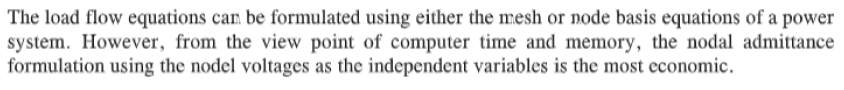 The load flow equations can be formulated using either the mesh or node basis equations of a power
system. However, from the view point of computer time and memory, the nodal admittance
formulation using the nodel voltages as the independent variables is the most economic.